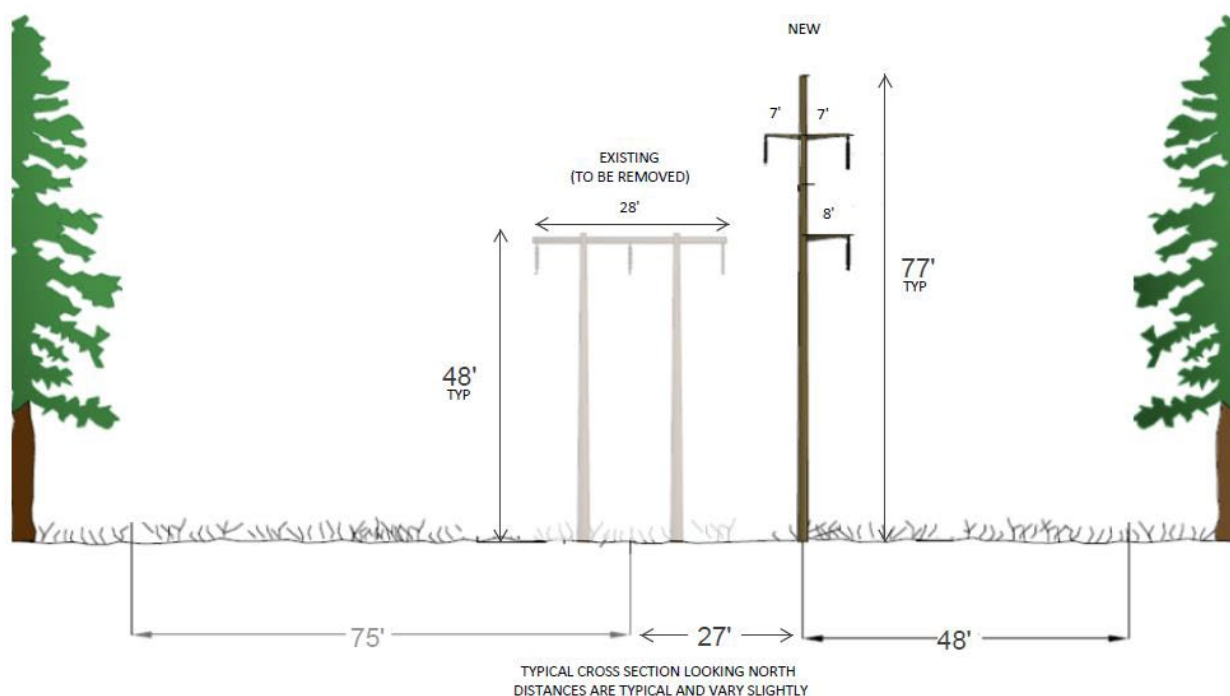 NEW
7'
7'
EXISTING
(TO BE REMOVED)
28'
8'
77'
TYP
48'
TYP
75'
27'
48'
TYPICAL CROSS SECTION LOOKING NORTH
DISTANCES ARE TYPICAL AND VARY SLIGHTLY